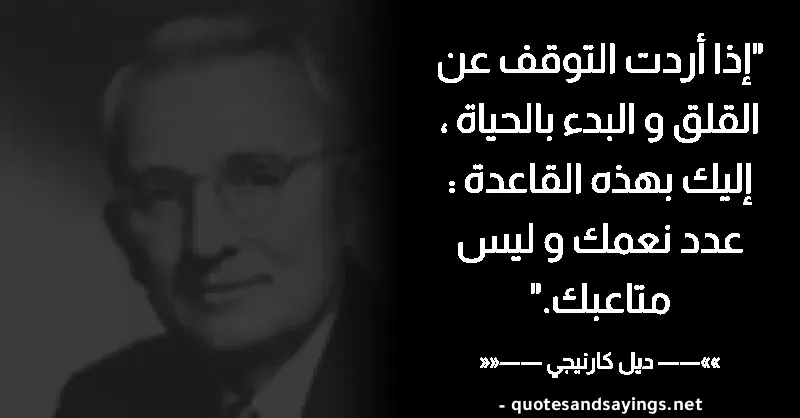 "إذا أردت التوقف عن
القلق و البدء بالحياة ،
إليك بهذه القاعدة :
عدد نعمك و ليس
متاعبك."
»»—— ديل كارنيجي ——««
- quotesandsayings.net